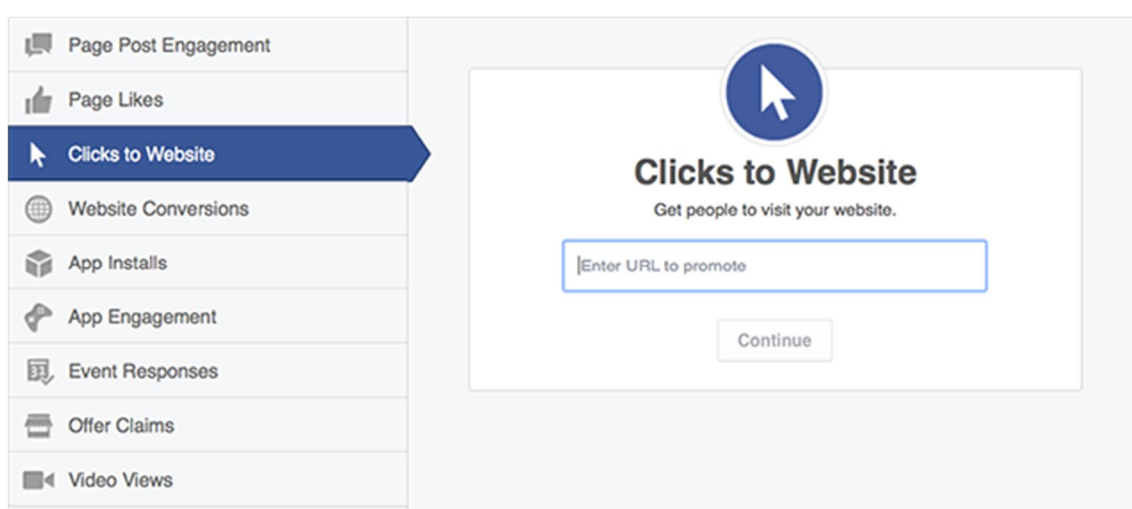 Page Post Engagement
Page Likes
Clicks to Website
Website Conversions
App Installs
App Engagement
31
Event Responses
Offer Claims
Video Views
Clicks to Website
Get people to visit your website.
Enter URL to promote
Continue